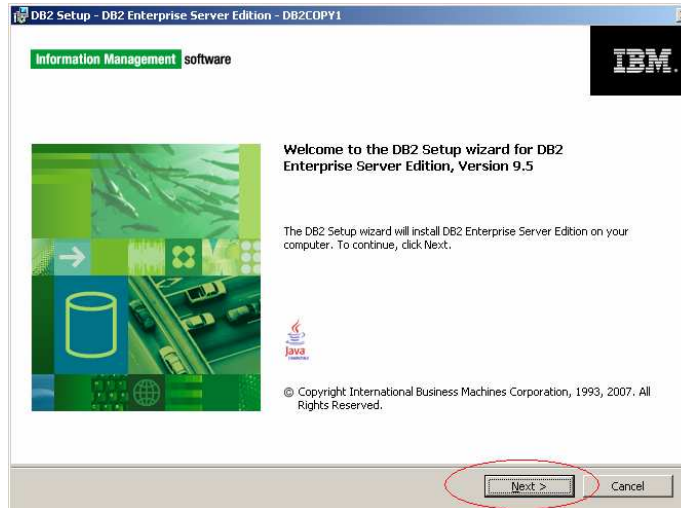 DB2 Setup - DB2 Enterprise Server Edition - DB2COPY1
Information Management software
IBM.
Welcome to the DB2 Setup wizard for DB2
Enterprise Server Edition, Version 9.5
The DB2 Setup wizard will install DB2 Enterprise Server Edition on your
computer. To continue, click Next.
Java
© Copyright International Business Machines Corporation, 1993, 2007. All
Rights Reserved.
Next >
Cancel